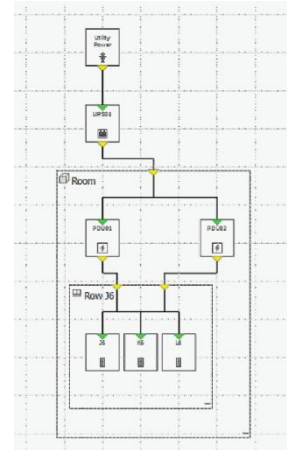 Utility
Power
UPS01
Room
PDU01
PDU02
Row J6
J6
K6
L6